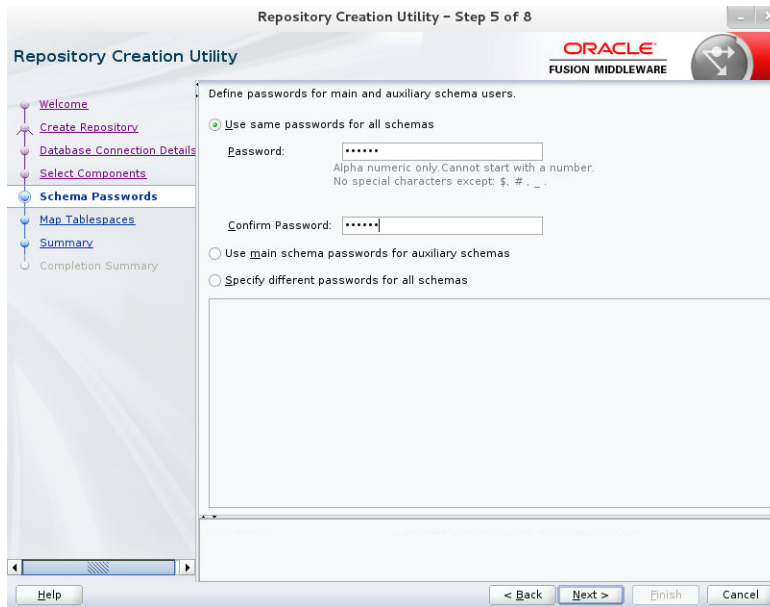 Repository Creation Utility - Step 5 of 8
Repository Creation Utility
ORACLE
FUSION MIDDLEWARE
Welcome
Create Repository
Database Connection Details
Select Components
Schema Passwords
Map Tablespaces
Summary
Completion Summary
Define passwords for main and auxiliary schema users.
Use same passwords for all schemas
Password: ••••••
Alpha numeric only.Cannot start with a number.
No special characters except: $, # , _ .
Confirm Password: ••••••
Use main schema passwords for auxiliary schemas
Specify different passwords for all schemas
Help
< Back
Next >
Finish
Cancel